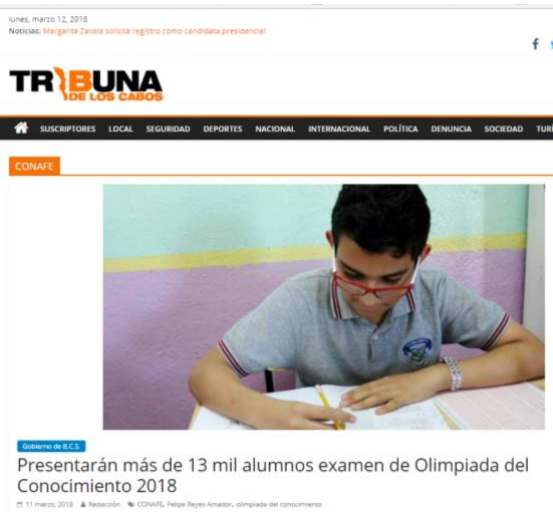 lunes, marzo 12, 2018
Noticias: Margarita Zavala solicita registro como candidata presidencial
TRIBUNA
DE LOS CABOS
SUSCRIPTORES LOCAL SEGURIDAD DEPORTES NACIONAL INTERNACIONAL POLÍTICA DENUNCIA SOCIEDAD TURI
CONAFE
Gobierno de B.C.S.
Presentarán más de 13 mil alumnos examen de Olimpiada del
Conocimiento 2018
11 marzo, 2018 Redacción CONAFE, Felipe Reyes Amador, olimpiada del conocimiento